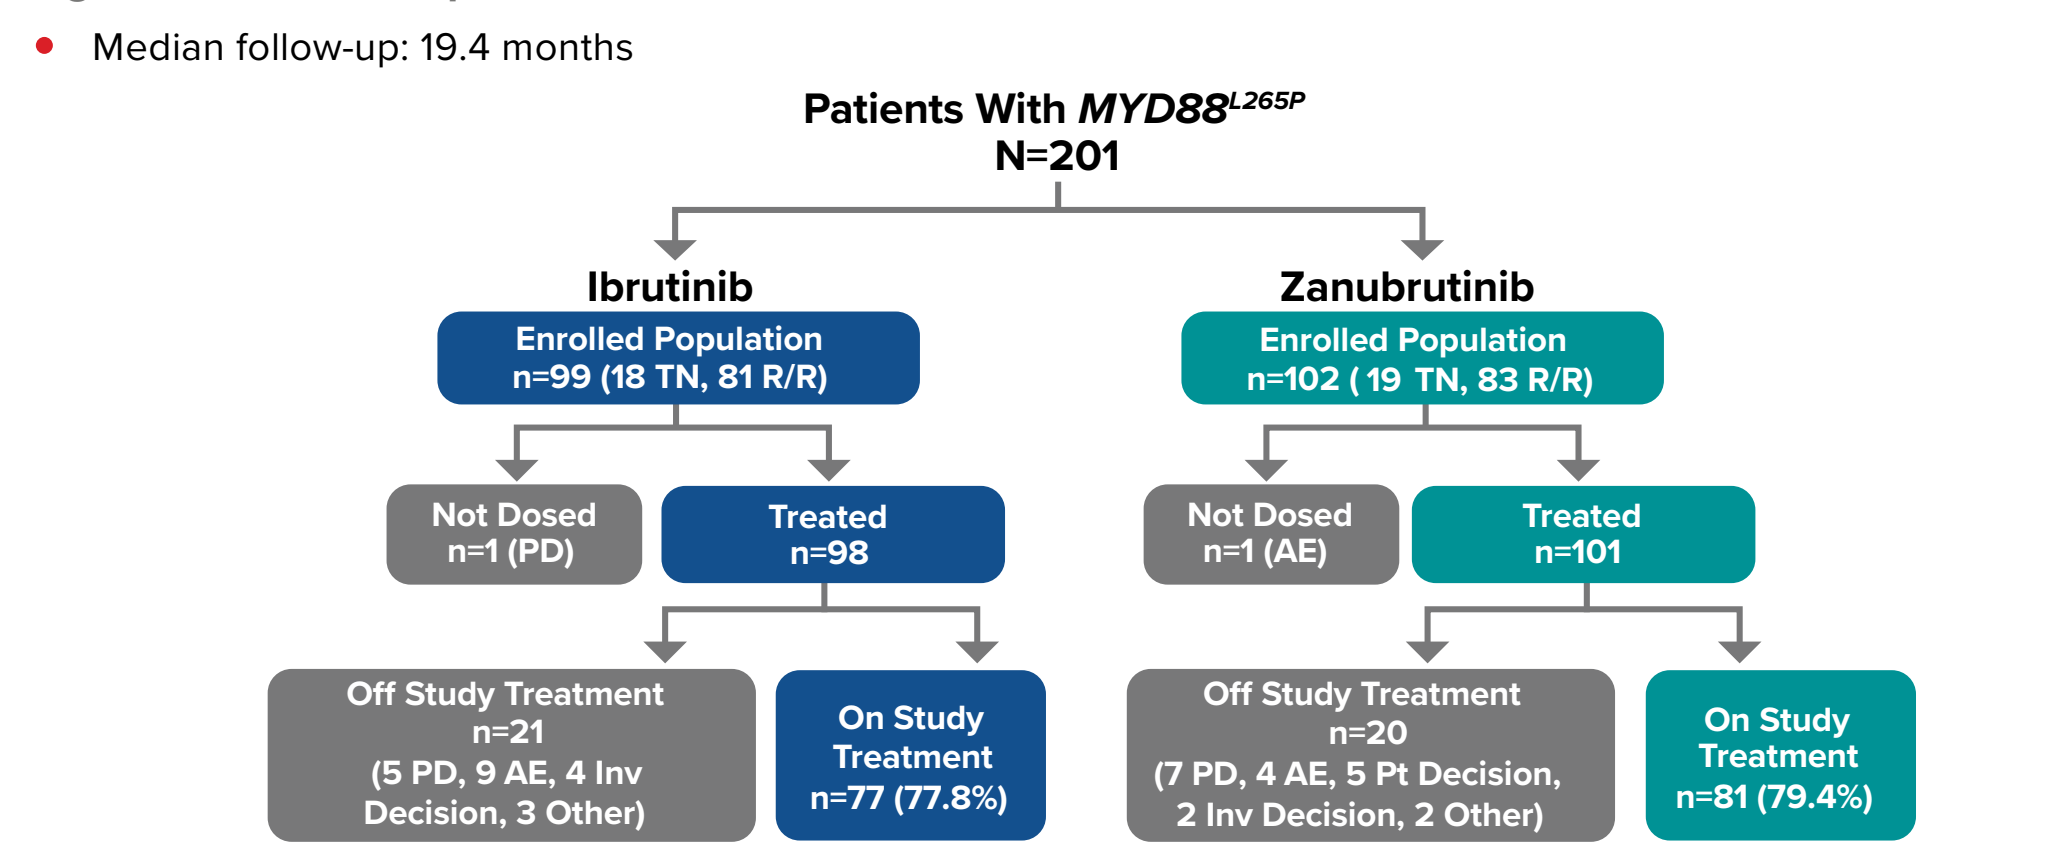 • Median follow-up: 19.4 months
Patients With MYD88L265P
N=201
Ibrutinib
Enrolled Population
n=99 (18 TN, 81 R/R)
Not Dosed
n=1 (PD)
Treated
n=98
Off Study Treatment
n=21
(5 PD, 9 AE, 4 Inv
Decision, 3 Other)
On Study
Treatment
n=77 (77.8%)
Zanubrutinib
Enrolled Population
n=102 ( 19 TN, 83 R/R)
Not Dosed
n=1 (AE)
Treated
n=101
Off Study Treatment
n=20
(7 PD, 4 AE, 5 Pt Decision,
2 Inv Decision, 2 Other)
On Study
Treatment
n=81 (79.4%)